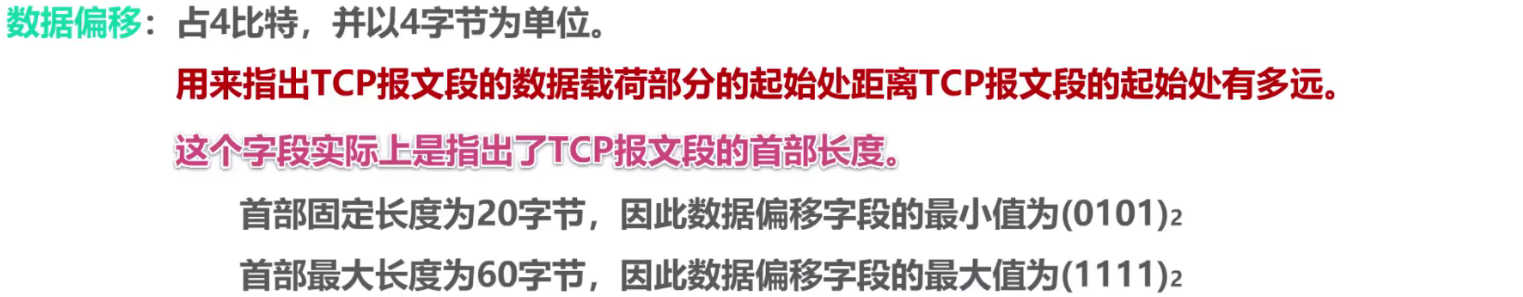 数据偏移：占4比特，并以4字节为单位。
用来指出TCP报文段的数据载荷部分的起始处距离TCP报文段的起始处有多远。
这个字段实际上是指出了TCP报文段的首部长度。
首部固定长度为20字节，因此数据偏移字段的最小值为(0101)₂
首部最大长度为60字节，因此数据偏移字段的最大值为(1111)₂